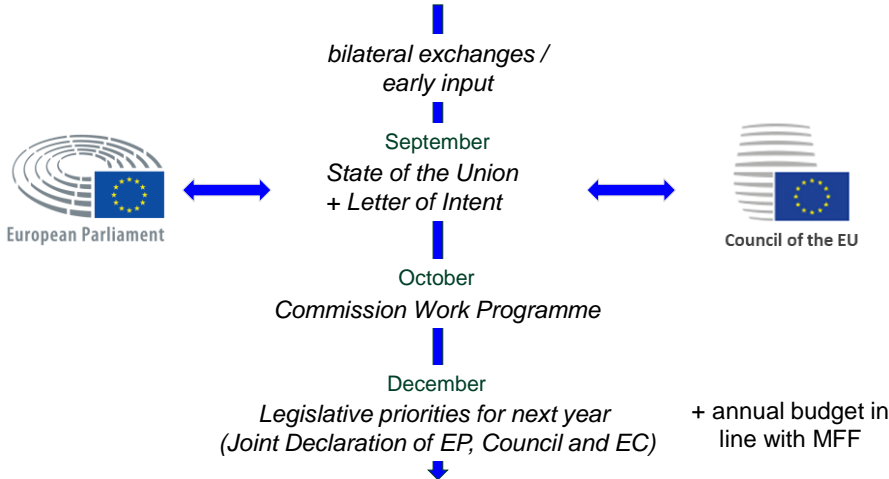 bilateral exchanges /
early input
September
State of the Union
+ Letter of Intent
European Parliament
Council of the EU
October
Commission Work Programme
December
Legislative priorities for next year
(Joint Declaration of EP, Council and EC)
+ annual budget in
line with MFF